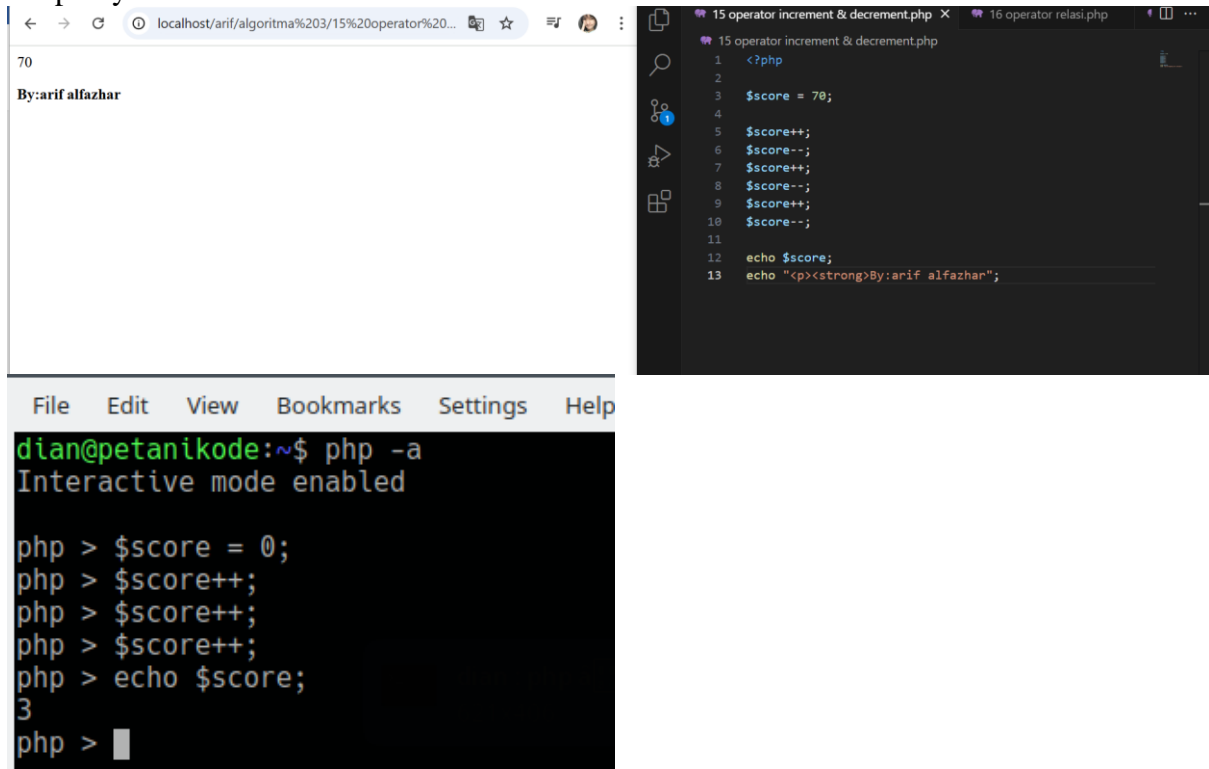 localhost/arif/algoritma%203/15%20operator%20...
70
By:arif alfazhar
15 operator increment & decrement.php
16 operator relasi.php
15 operator increment & decrement.php
1 <?php
2
3 $score = 70;
4
5 $score++;
6 $score--;
7 $score++;
8 $score--;
9 $score++;
10 $score--;
11
12 echo $score;
13 echo "<p><strong>By:arif alfazhar";
1
File Edit View Bookmarks Settings Help
dian@petanikode:~$ php -a
Interactive mode enabled
php > $score = 0;
php > $score++;
php > $score++;
php > $score++;
php > echo $score;
3
php >